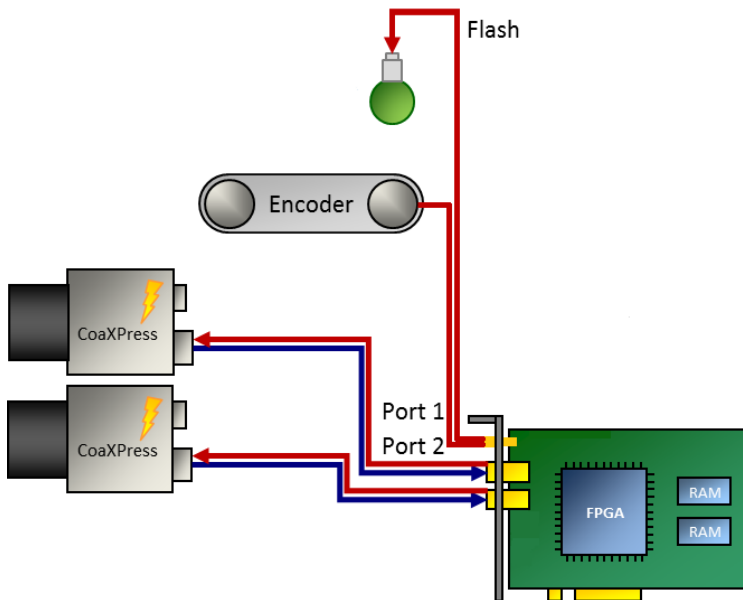 Flash
Encoder
CoaXPress
CoaXPress
Port 1
Port 2
FPGA
RAM
RAM